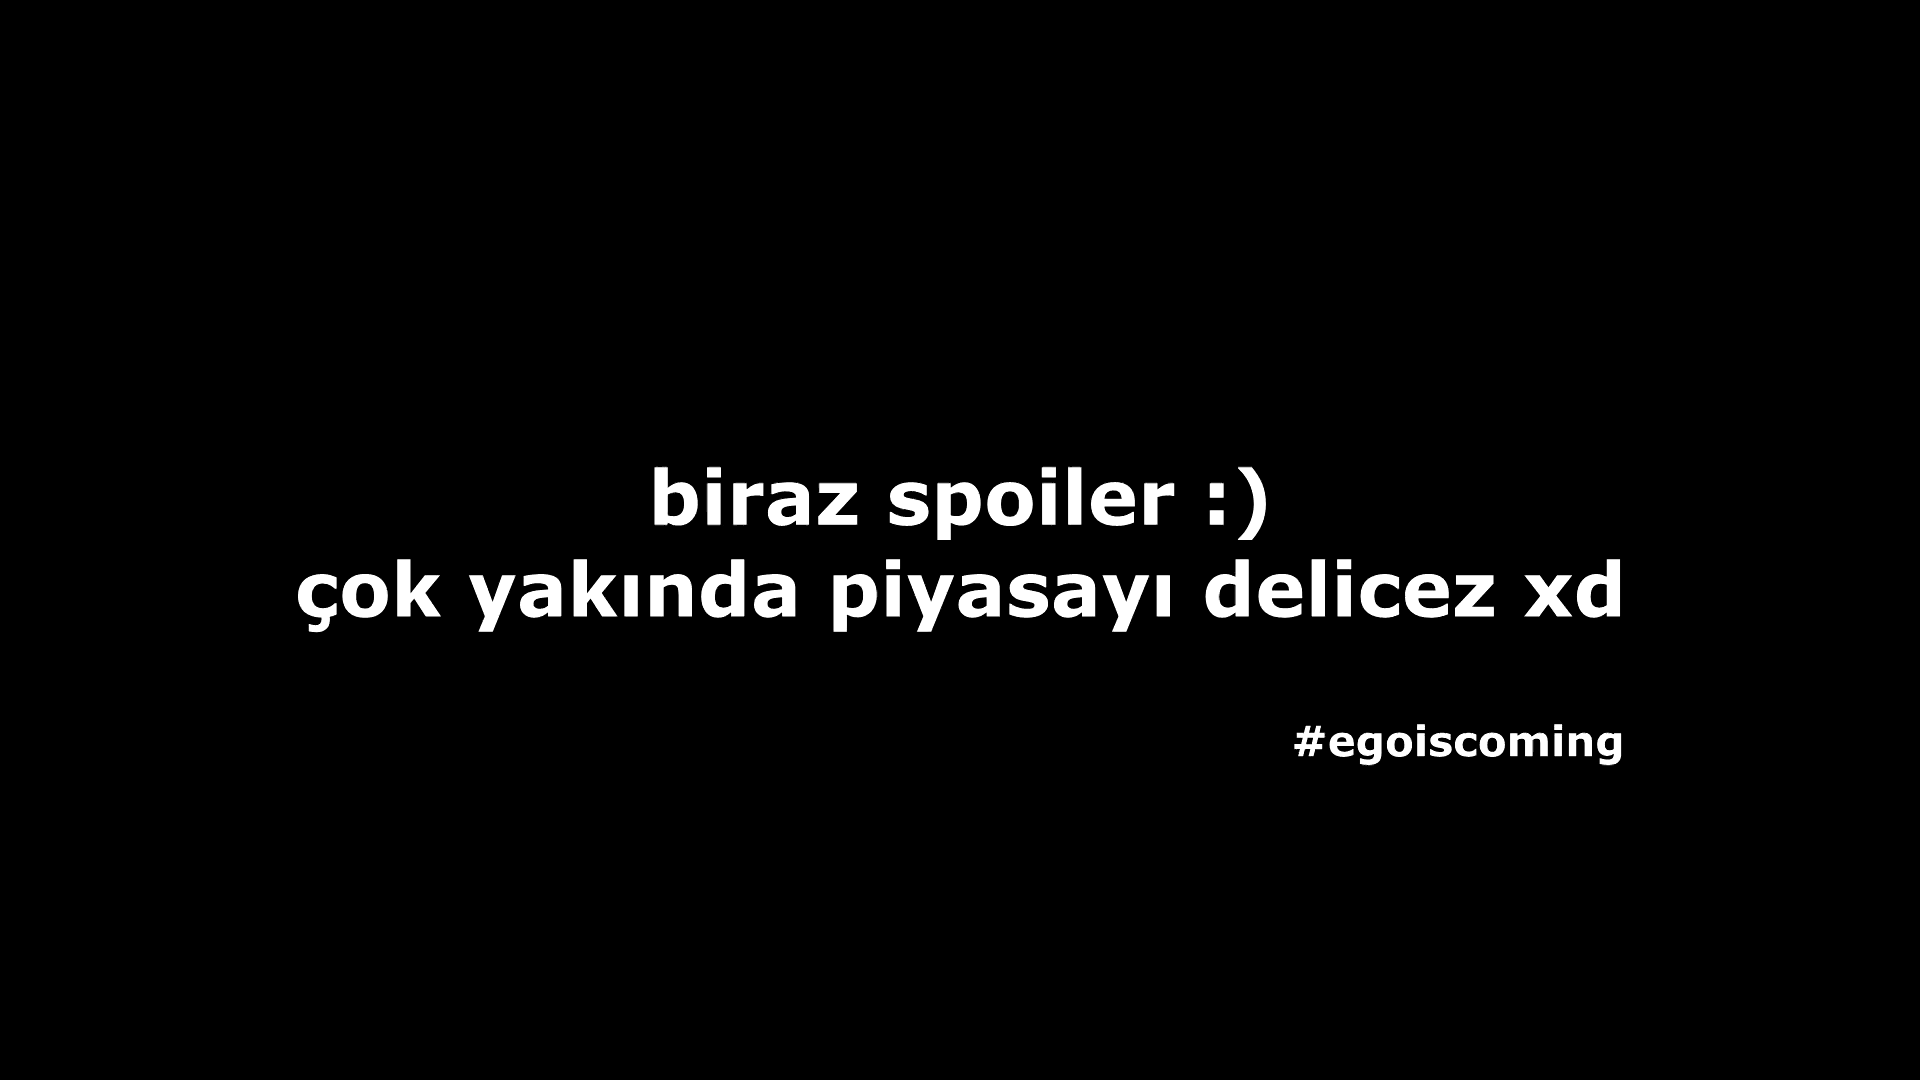 biraz spoiler :)
çok yakında piyasayı delicez xd
#egoiscoming